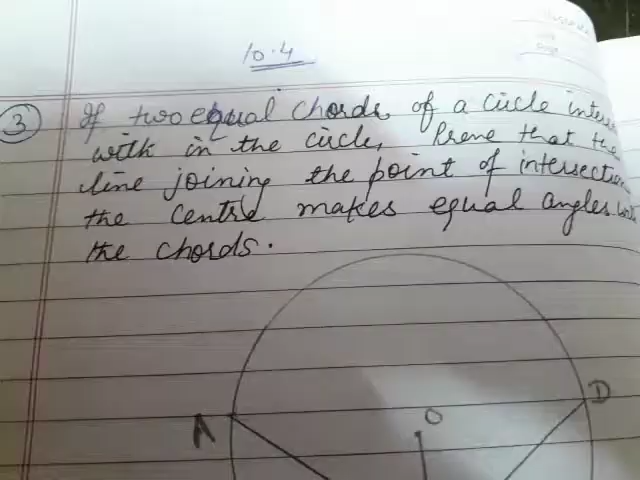 10.4
3 If two equal chords of a circle inters
with in the circle, Prove that the
line joining the point of intersection
the centre makes equal angles with
the chords.
A
O
D